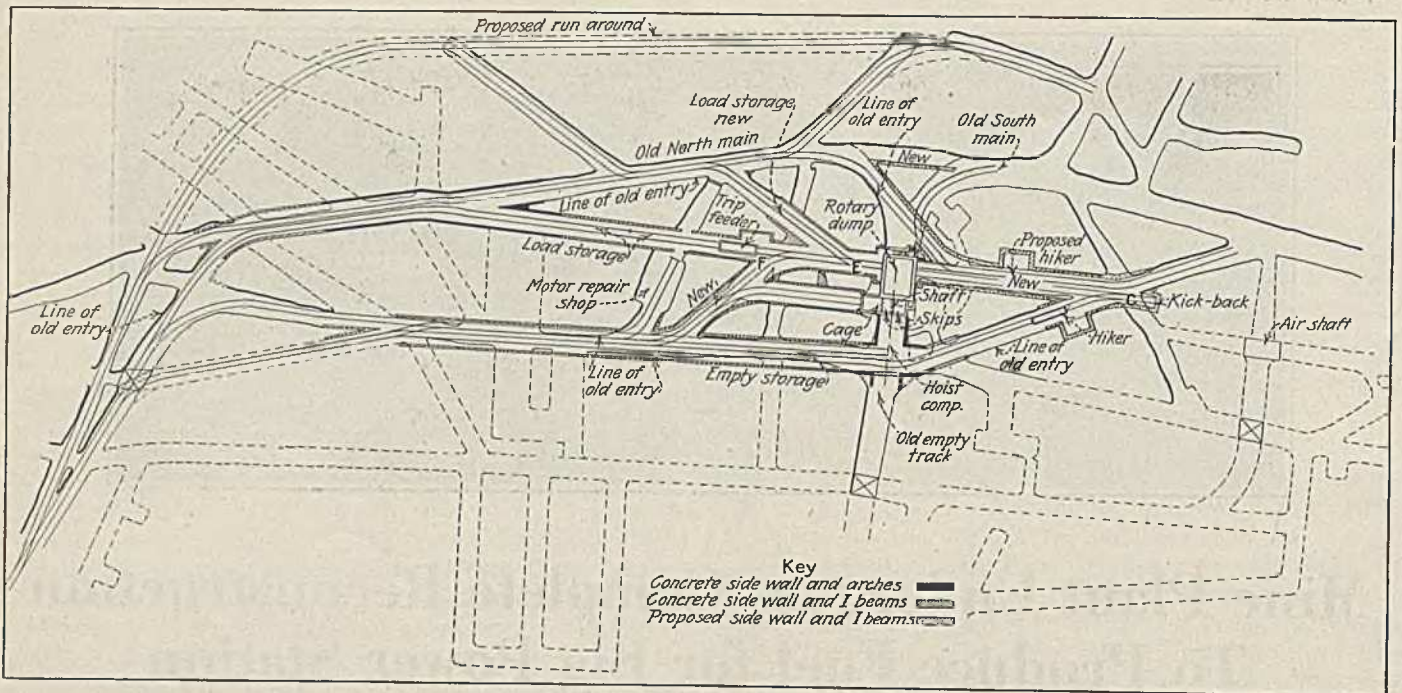 Proposed run around
Load storage,
new
Line of
old entry
Old South
main
Old North main
New
Line of old entry
Trip
feeder
Rotary
dump
Proposed
hiker
Load storage
F
E
New
Motor repair
shop
New
Shaft
Skips
C
Kick-back
Line of
old entry
Cage
Hiker
Air shaft
Line of
old entry
Line of
old entry
Empty storage
Hoist
comp.
Old empty
track
Key
Concrete side wall and arches
Concrete side wall and I beams
Proposed side wall and I beams